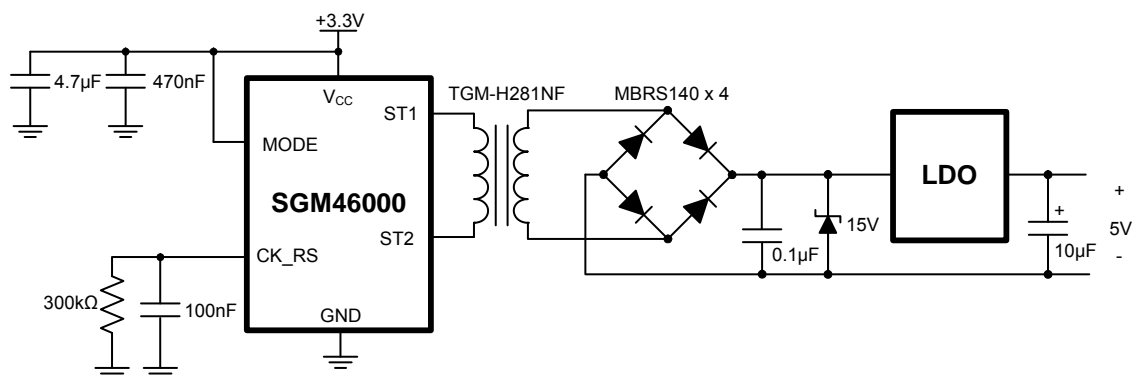 +3.3V
4.7µF
470nF
VCC
TGM-H281NF
MBRS140 x 4
ST1
MODE
SGM46000
LDO
+
ST2
15V
+
5V
CK_RS
0.1µF
10µF
-
300kΩ
100nF
GND